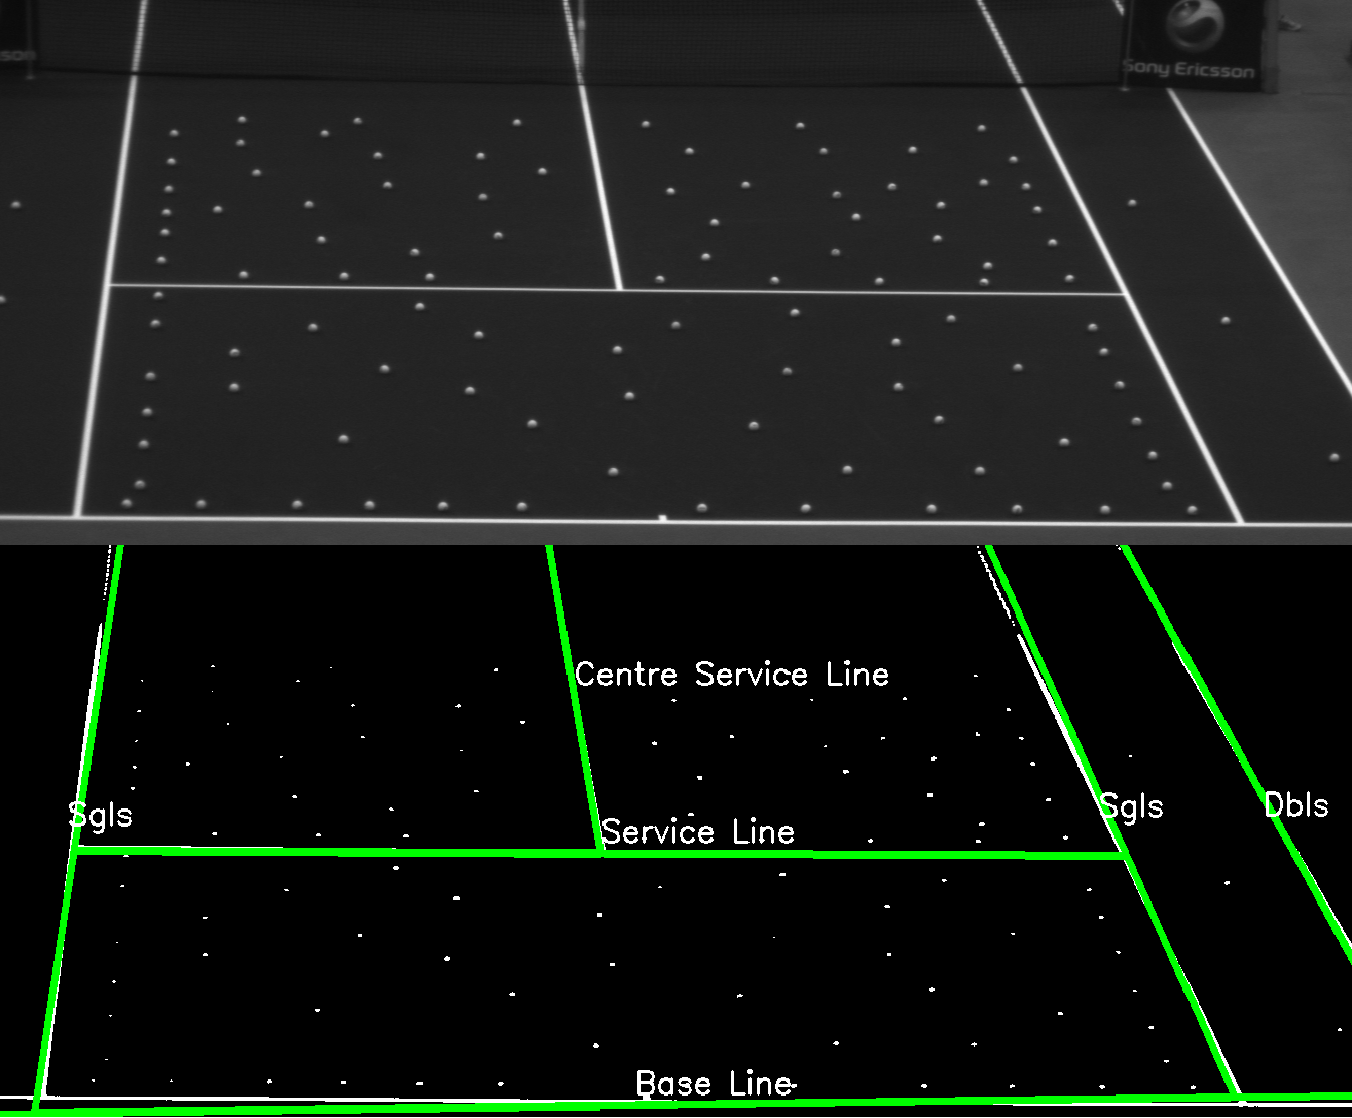 Sony Ericsson
Centre Service Line
Sgls
Sgls
Dbls
Service Line
Base Line